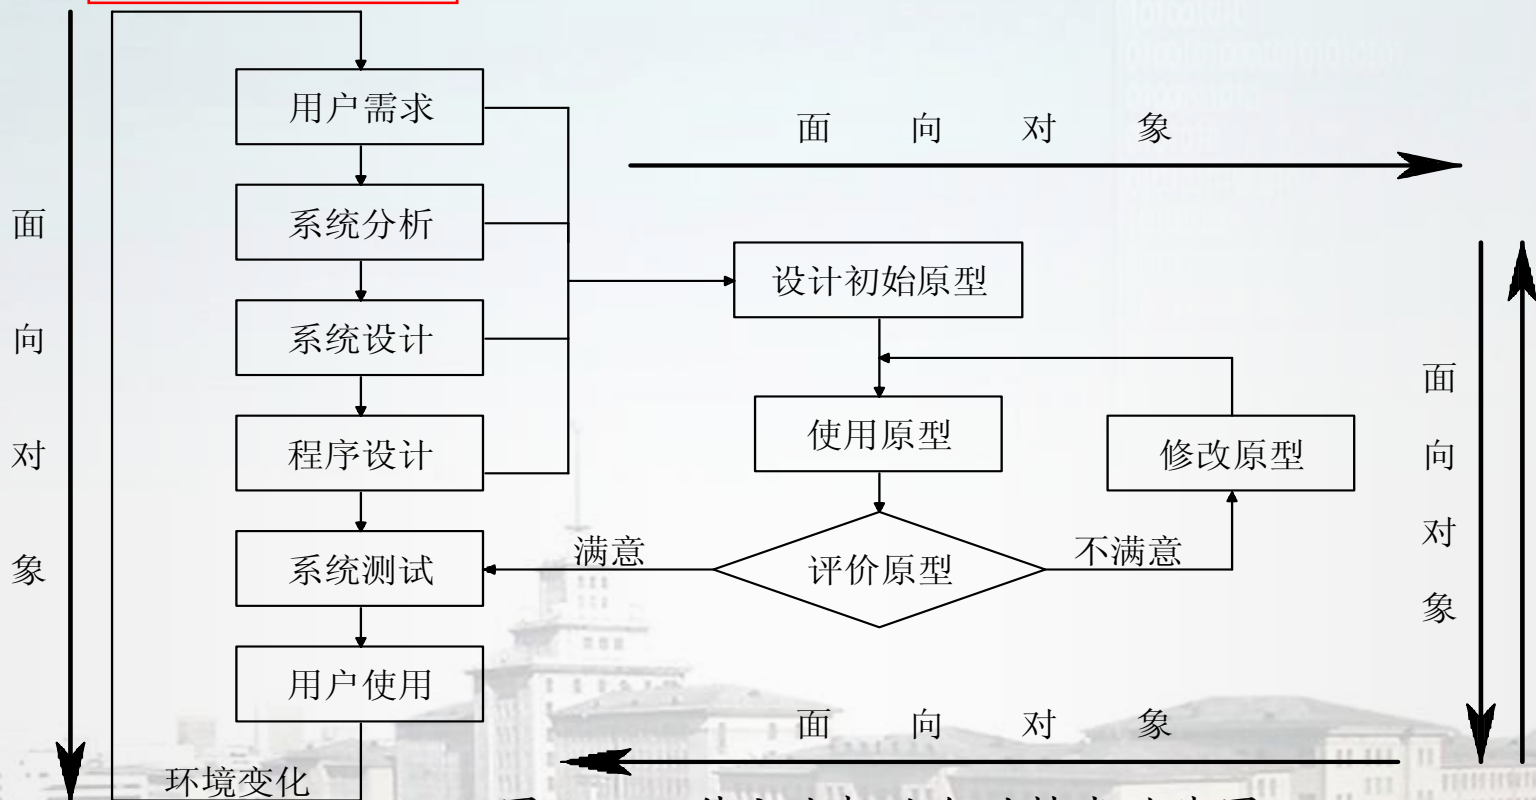 用户需求
系统分析
系统设计
程序设计
系统测试
用户使用
环境变化
设计初始原型
使用原型
修改原型
评价原型
满意
不满意
面向对象
面向对象
面向对象
面向对象